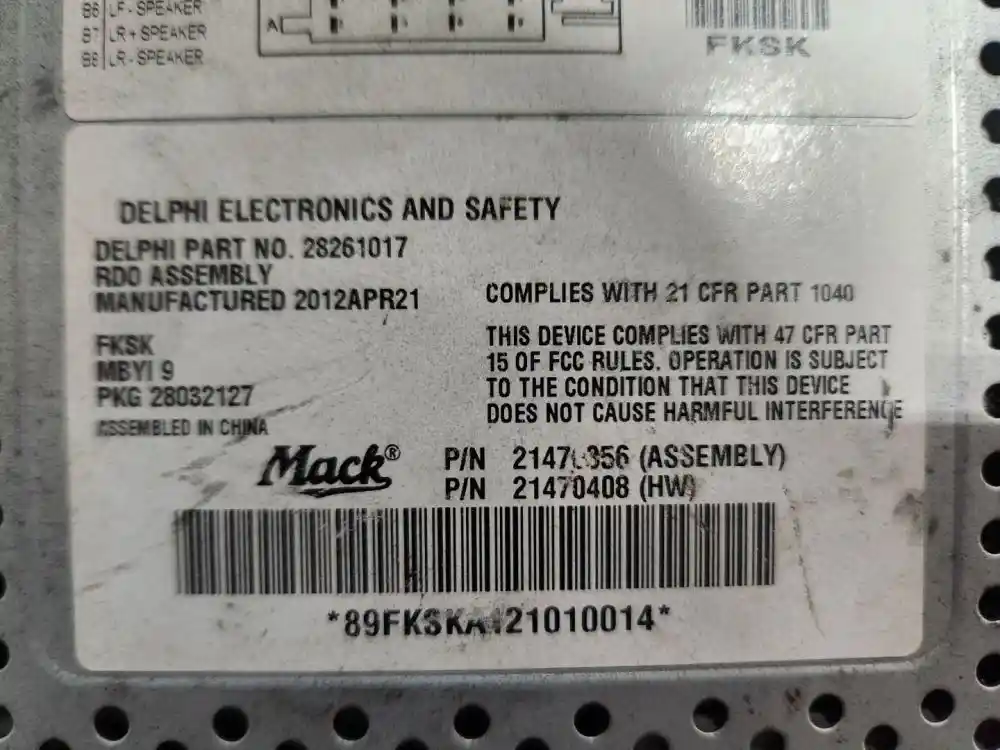 B6 LF- SPEAKER
B7 LR+ SPEAKER
B8 LR- SPEAKER
A
FKSK
DELPHI ELECTRONICS AND SAFETY
DELPHI PART NO. 28261017
RDO ASSEMBLY
MANUFACTURED 2012APR21
COMPLIES WITH 21 CFR PART 1040
FKSK
MBYI 9
PKG 28032127
ASSEMBLED IN CHINA
THIS DEVICE COMPLIES WITH 47 CFR PART
15 OF FCC RULES. OPERATION IS SUBJECT
TO THE CONDITION THAT THIS DEVICE
DOES NOT CAUSE HARMFUL INTERFERENCE
Mack®
P/N (ASSEMBLY)
P/N 21470408 (HW)